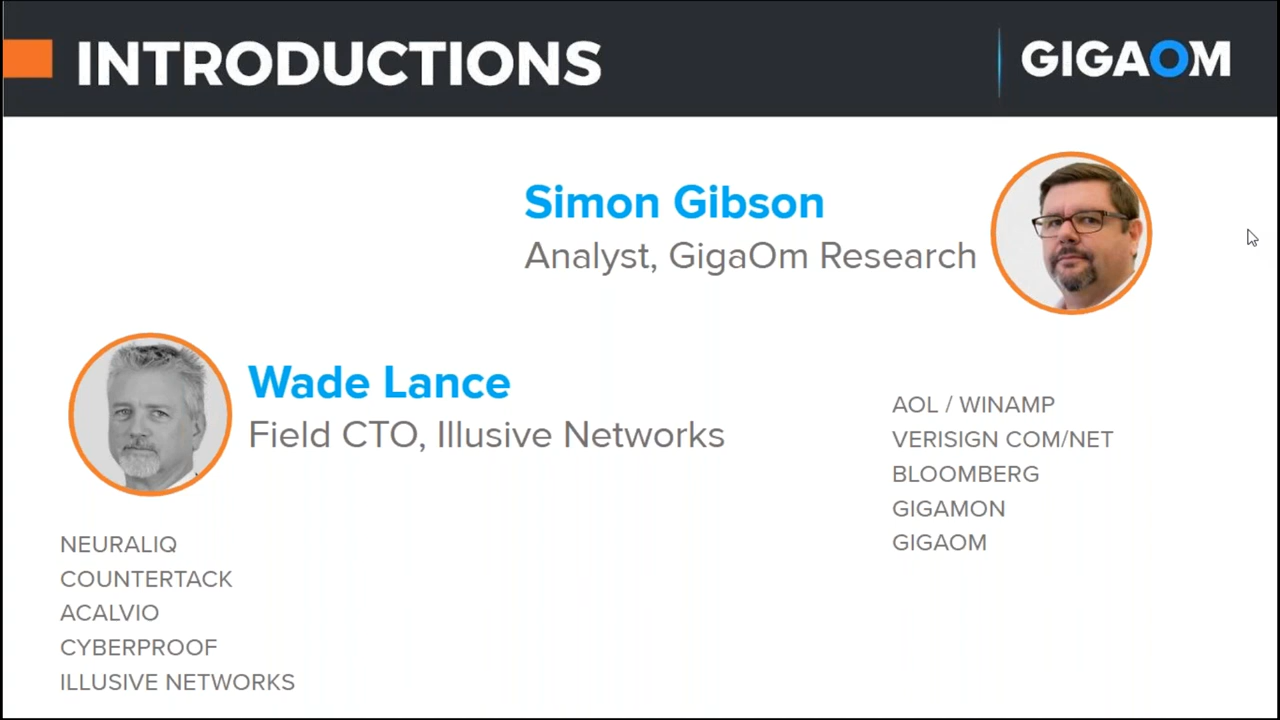 INTRODUCTIONS
GIGAOM
Simon Gibson
Analyst, GigaOm Research
Wade Lance
Field CTO, Illusive Networks
AOL / WINAMP
VERISIGN COM/NET
BLOOMBERG
GIGAMON
GIGAOM
NEURALIQ
COUNTERTACK
ACALVIO
CYBERPROOF
ILLUSIVE NETWORKS